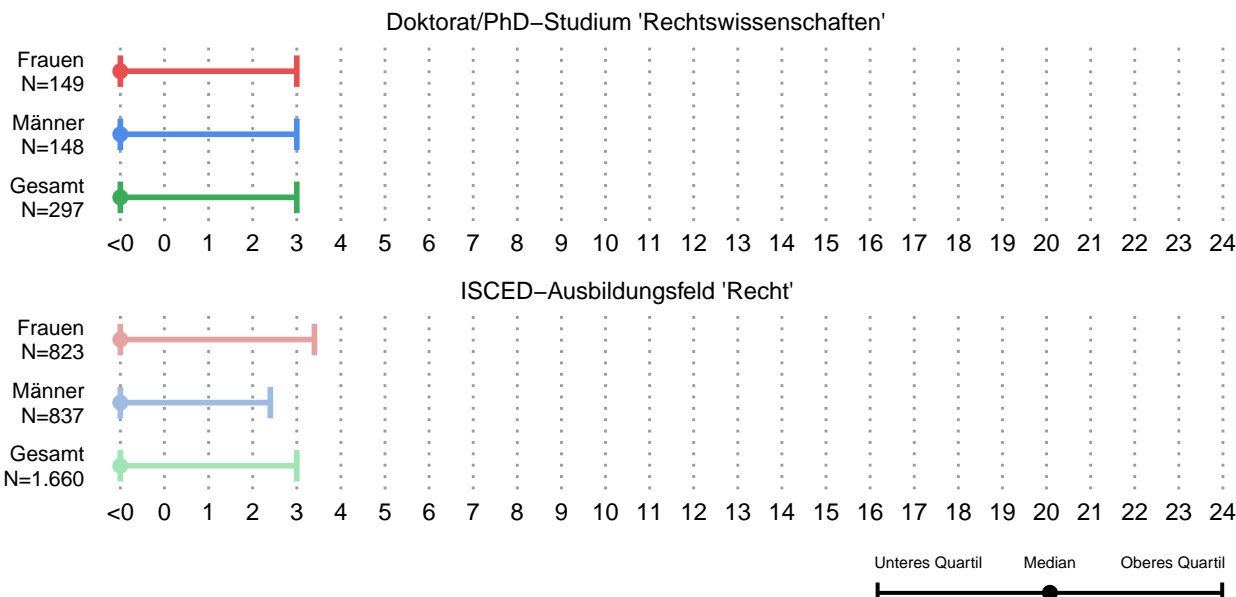 Doktorat/PhD−Studium 'Rechtswissenschaften'
Frauen
N=149
Männer
N=148
Gesamt
N=297
<0 0 1 2 3 4 5 6 7 8 9 10 11 12 13 14 15 16 17 18 19 20 21 22 23 24
ISCED−Ausbildungsfeld 'Recht'
Frauen
N=823
Männer
N=837
Gesamt
N=1.660
<0 0 1 2 3 4 5 6 7 8 9 10 11 12 13 14 15 16 17 18 19 20 21 22 23 24
Unteres Quartil Median Oberes Quartil